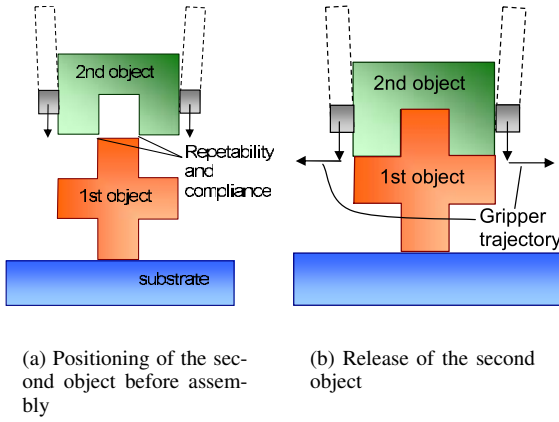 2nd object
Repetability
and
compliance
1st object
substrate
(a) Positioning of the sec-
ond object before assem-
bly
2nd object
1st object
Gripper
trajectory
(b) Release of the second
object